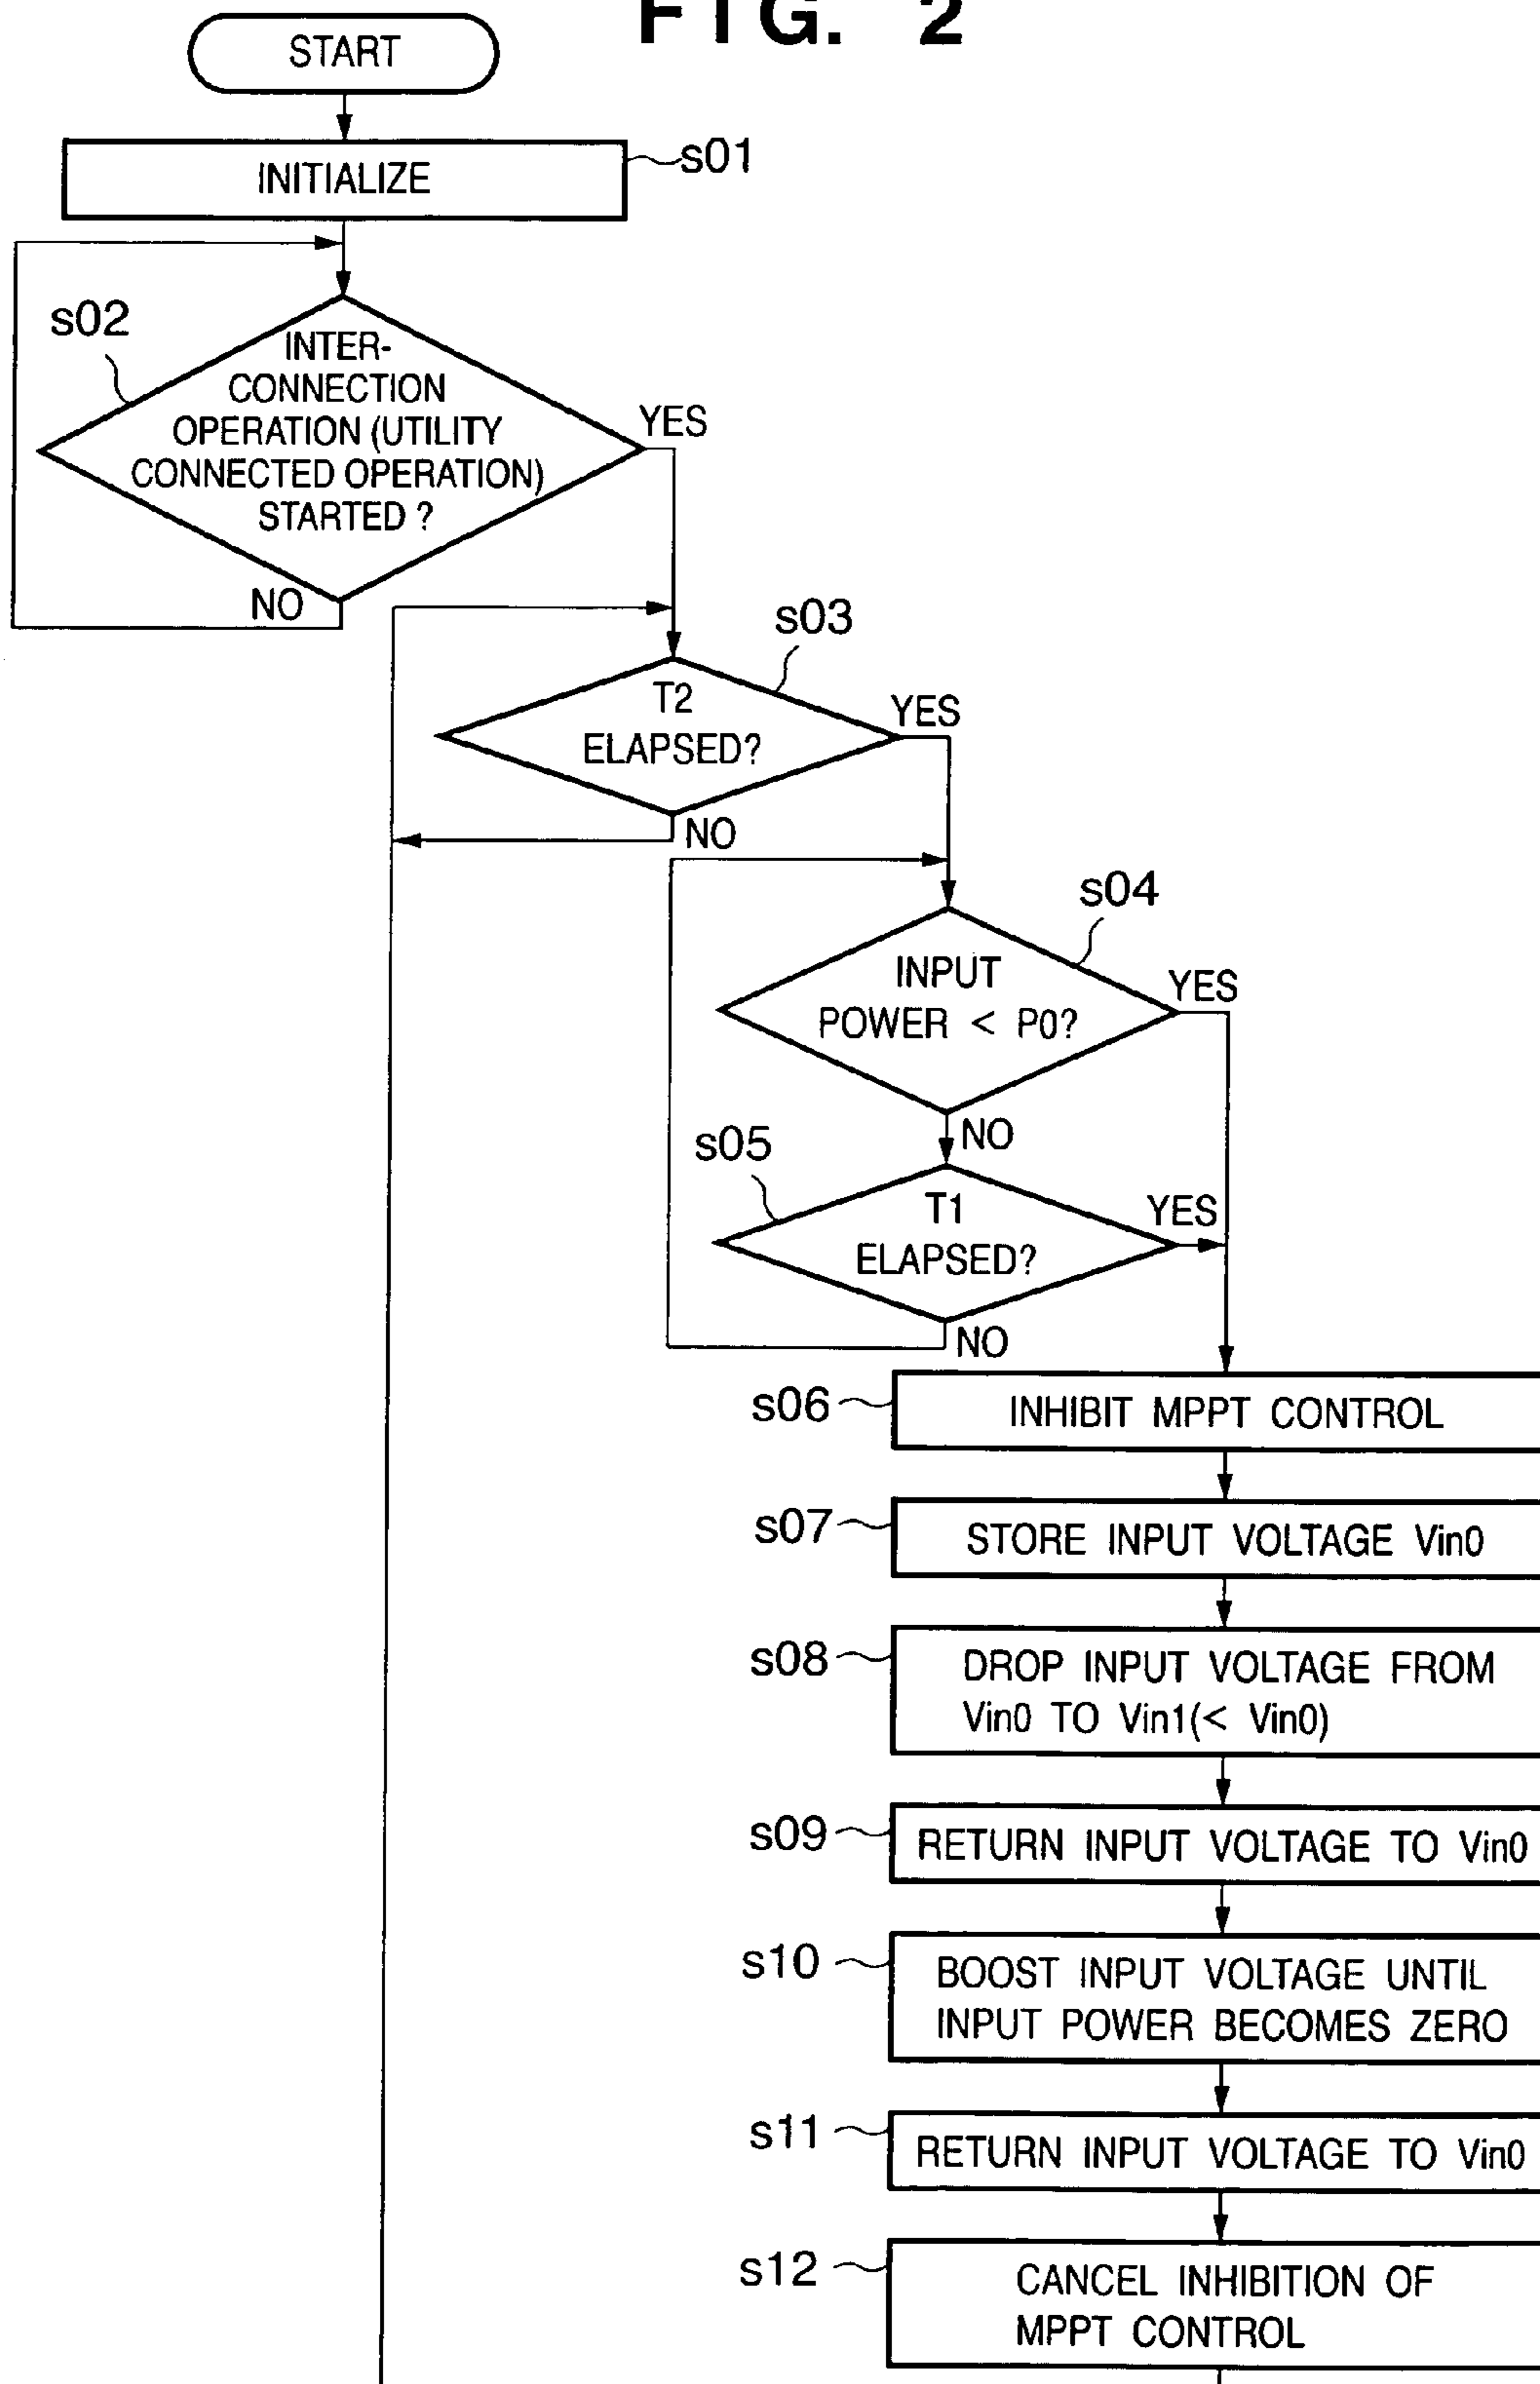 FIG. 2
START
INITIALIZE
s01
s02
INTER-
CONNECTION
OPERATION (UTILITY
CONNECTED OPERATION)
STARTED ?
YES
NO
s03
T2
ELAPSED?
YES
NO
s04
INPUT
POWER < P0?
YES
NO
s05
T1
ELAPSED?
YES
NO
s06
INHIBIT MPPT CONTROL
s07
STORE INPUT VOLTAGE Vin0
s08
DROP INPUT VOLTAGE FROM
Vin0 TO Vin1(< Vin0)
s09
RETURN INPUT VOLTAGE TO Vin0
s10
BOOST INPUT VOLTAGE UNTIL
INPUT POWER BECOMES ZERO
s11
RETURN INPUT VOLTAGE TO Vin0
s12
CANCEL INHIBITION OF
MPPT CONTROL